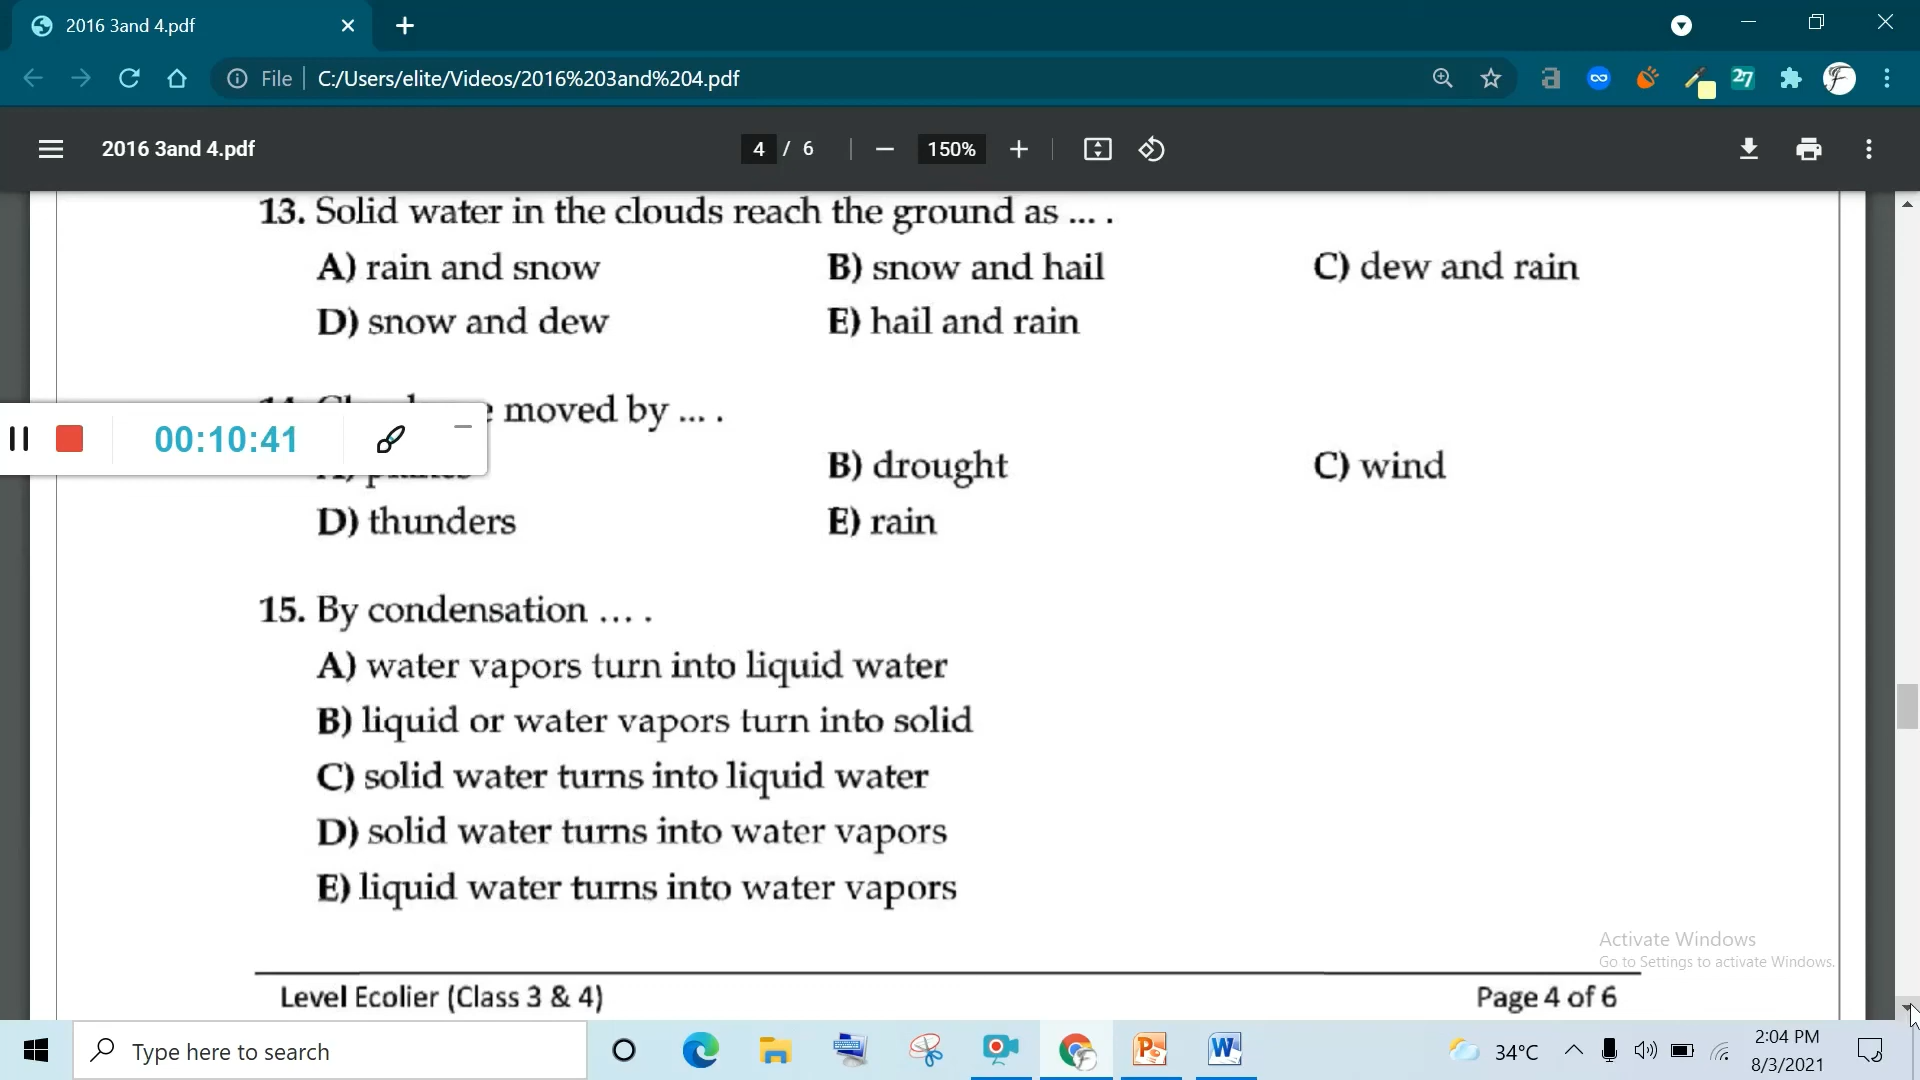 2016 3and 4.pdf
File C:/Users/elite/Videos/2016%203and%204.pdf
27
2016 3and 4.pdf 4 / 6 150%
13. Solid water in the clouds reach the ground as ... .
A) rain and snow B) snow and hail C) dew and rain
D) snow and dew E) hail and rain
moved by ... .
00:10:41
B) drought C) wind
D) thunders E) rain
15. By condensation ... .
A) water vapors turn into liquid water
B) liquid or water vapors turn into solid
C) solid water turns into liquid water
D) solid water turns into water vapors
E) liquid water turns into water vapors
Activate Windows
Go to Settings to activate Windows.
Level Ecolier (Class 3 & 4) Page 4 of 6
Type here to search 34°C 2:04 PM
8/3/2021